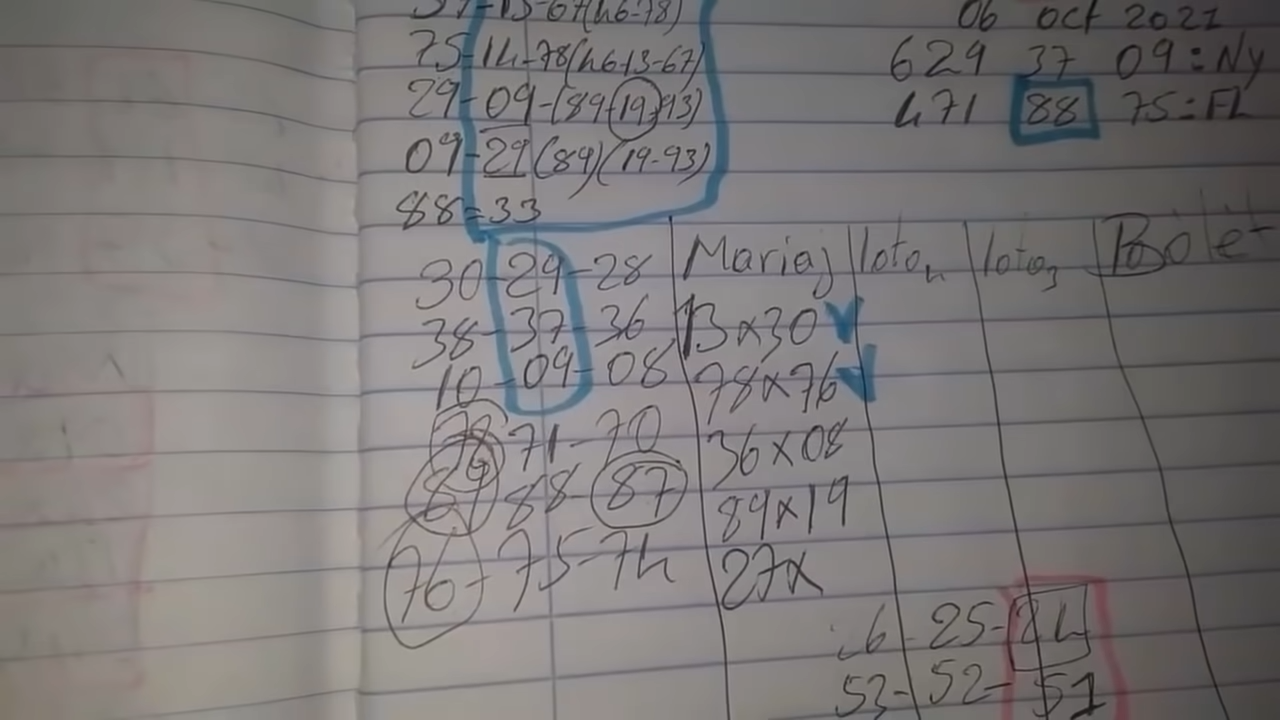 75-14-78(46-13-67)
29-09-(89-19-93)
09-29(89)(19-93)
88=33
06 oct 2021
629 37 09:Ny
471 88 75:FL
30-29-28
38-37-36
10-09-08
71-70
89 88-87
76-75-74
Mariaj loto4 loto3 Bolet
13x30
78x76
36x08
89x19
27x
25-24
53-52-51